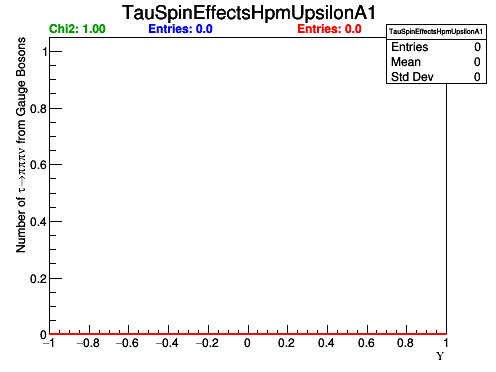 TauSpinEffectsHpmUpsilonA1
Chi2: 1.00 Entries: 0.0 Entries: 0.0
TauSpinEffectsHpmUpsilonA1
Entries 0
Mean 0
Std Dev 0
Number of τ→πππν from Gauge Bosons
1
0.8
0.6
0.4
0.2
0
−1 −0.8 −0.6 −0.4 −0.2 0 0.2 0.4 0.6 0.8 1
Υ